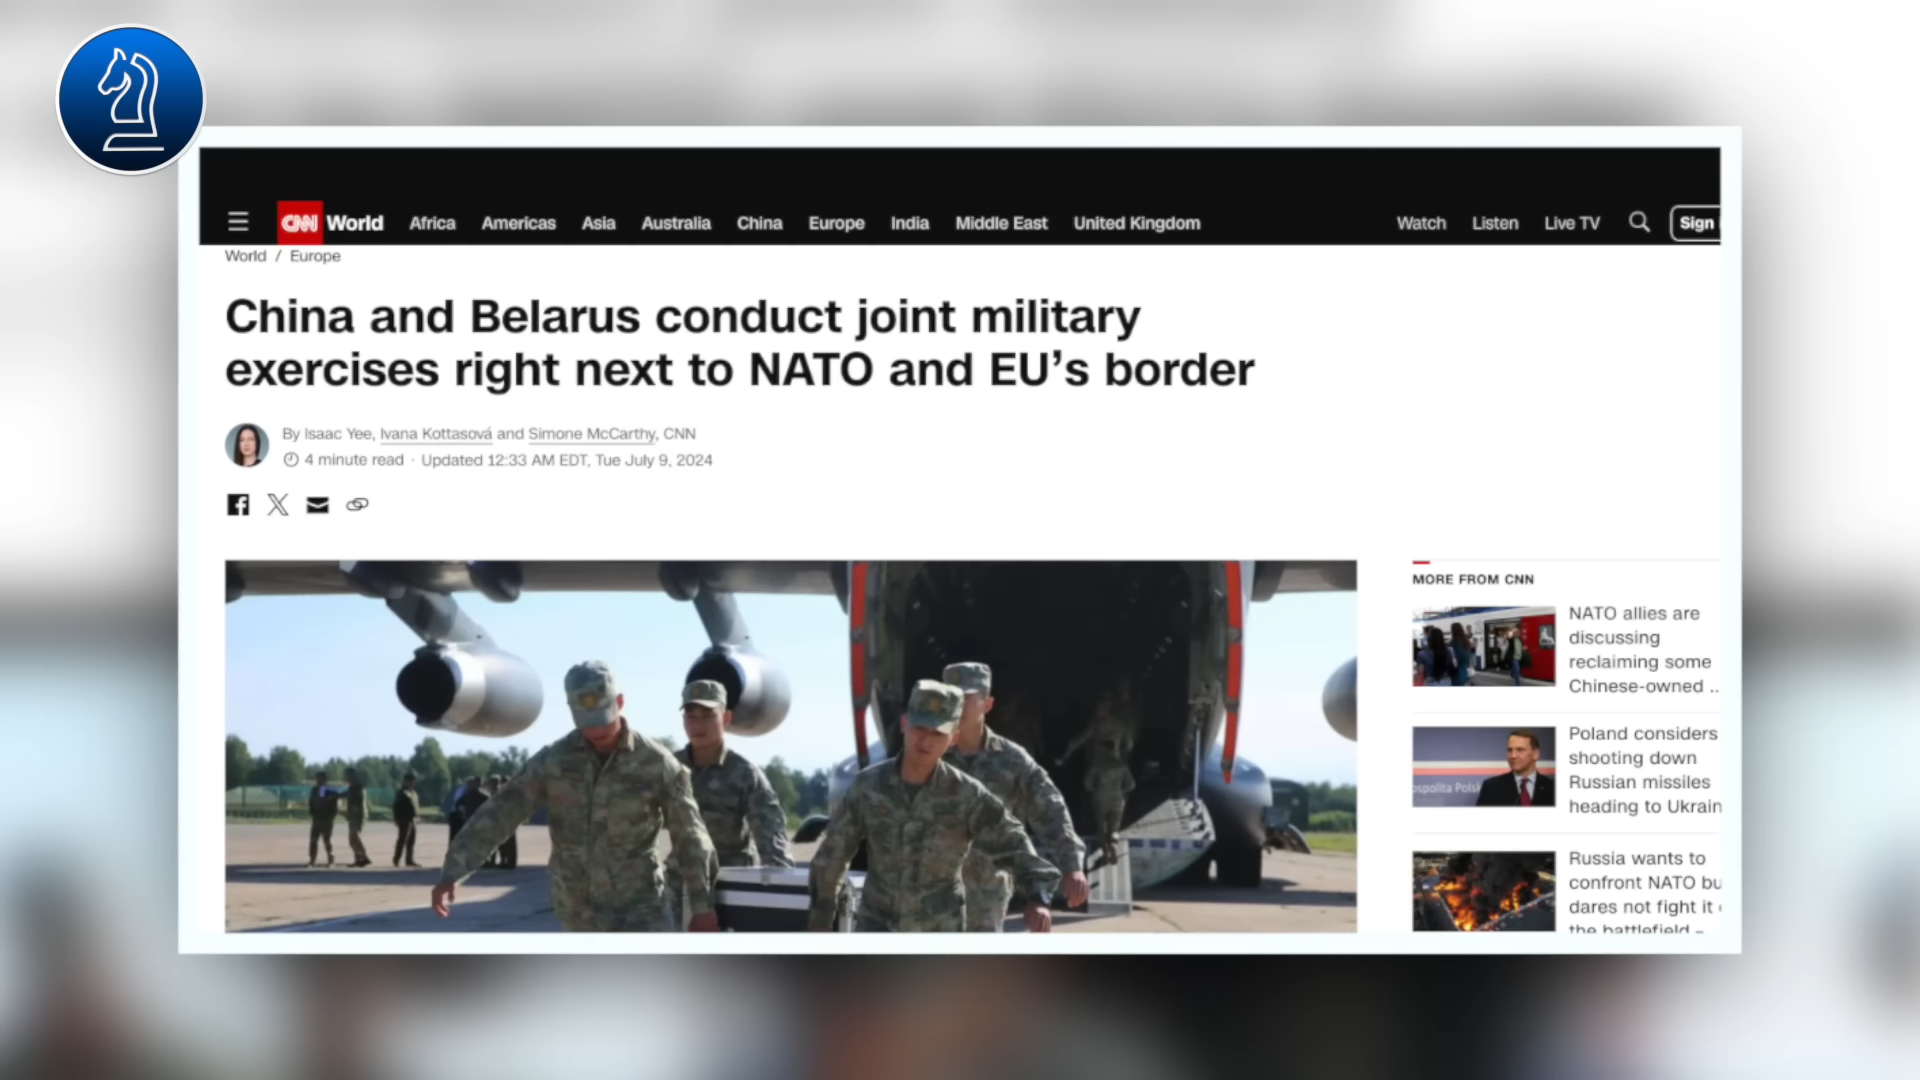 CNN World Africa Americas Asia Australia China Europe India Middle East United Kingdom Watch Listen Live TV Sign
World / Europe
China and Belarus conduct joint military
exercises right next to NATO and EU’s border
By Isaac Yee, Ivana Kottasová and Simone McCarthy, CNN
4 minute read · Updated 12:33 AM EDT, Tue July 9, 2024
MORE FROM CNN
NATO allies are
discussing
reclaiming some
Chinese-owned ..
Poland considers
shooting down
Russian missiles
heading to Ukrain
Russia wants to
confront NATO bu
dares not fight it
the battlefield –